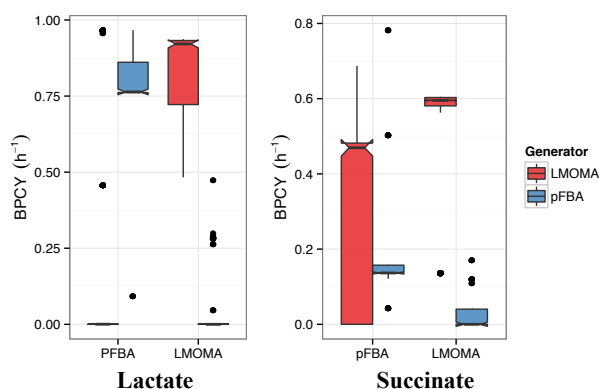 BPCY (h⁻¹)
1.00
0.75
0.50
0.25
0.00
PFBA LMOMA
Lactate
BPCY (h⁻¹)
0.8
0.6
0.4
0.2
0.0
pFBA LMOMA
Succinate
Generator
LMOMA
pFBA